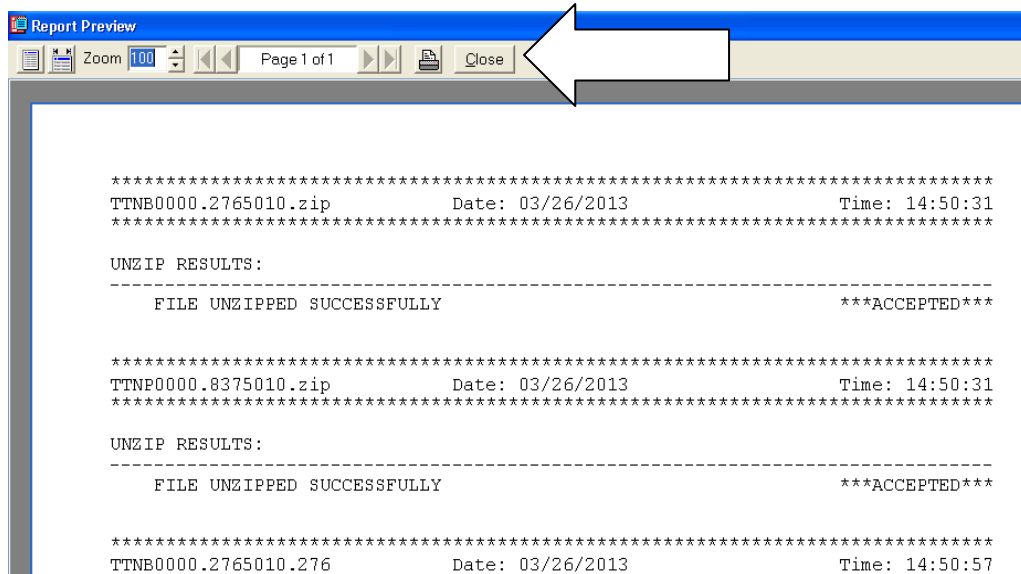 Report Preview
Zoom 100 Page 1 of 1 Close
********************************************************************************
TTNB0000.2765010.zip Date: 03/26/2013 Time: 14:50:31
********************************************************************************
UNZIP RESULTS:
--------------------------------------------------------------------------------
FILE UNZIPPED SUCCESSFULLY ***ACCEPTED***
********************************************************************************
TTNP0000.8375010.zip Date: 03/26/2013 Time: 14:50:31
********************************************************************************
UNZIP RESULTS:
--------------------------------------------------------------------------------
FILE UNZIPPED SUCCESSFULLY ***ACCEPTED***
********************************************************************************
TTNB0000.2765010.276 Date: 03/26/2013 Time: 14:50:57